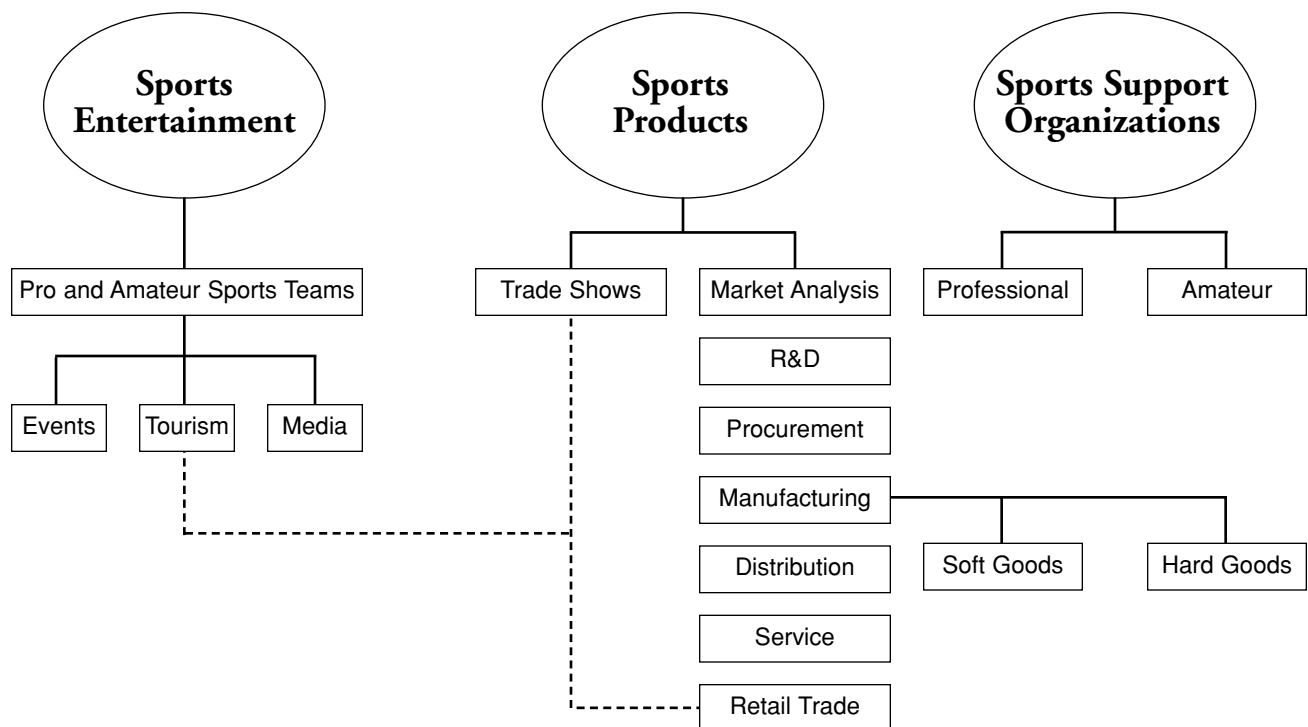 Sports
Entertainment
Sports
Products
Sports Support
Organizations
Pro and Amateur Sports Teams
Trade Shows
Market Analysis
Professional
Amateur
R&D
Events
Tourism
Media
Procurement
Manufacturing
Distribution
Soft Goods
Hard Goods
Service
Retail Trade